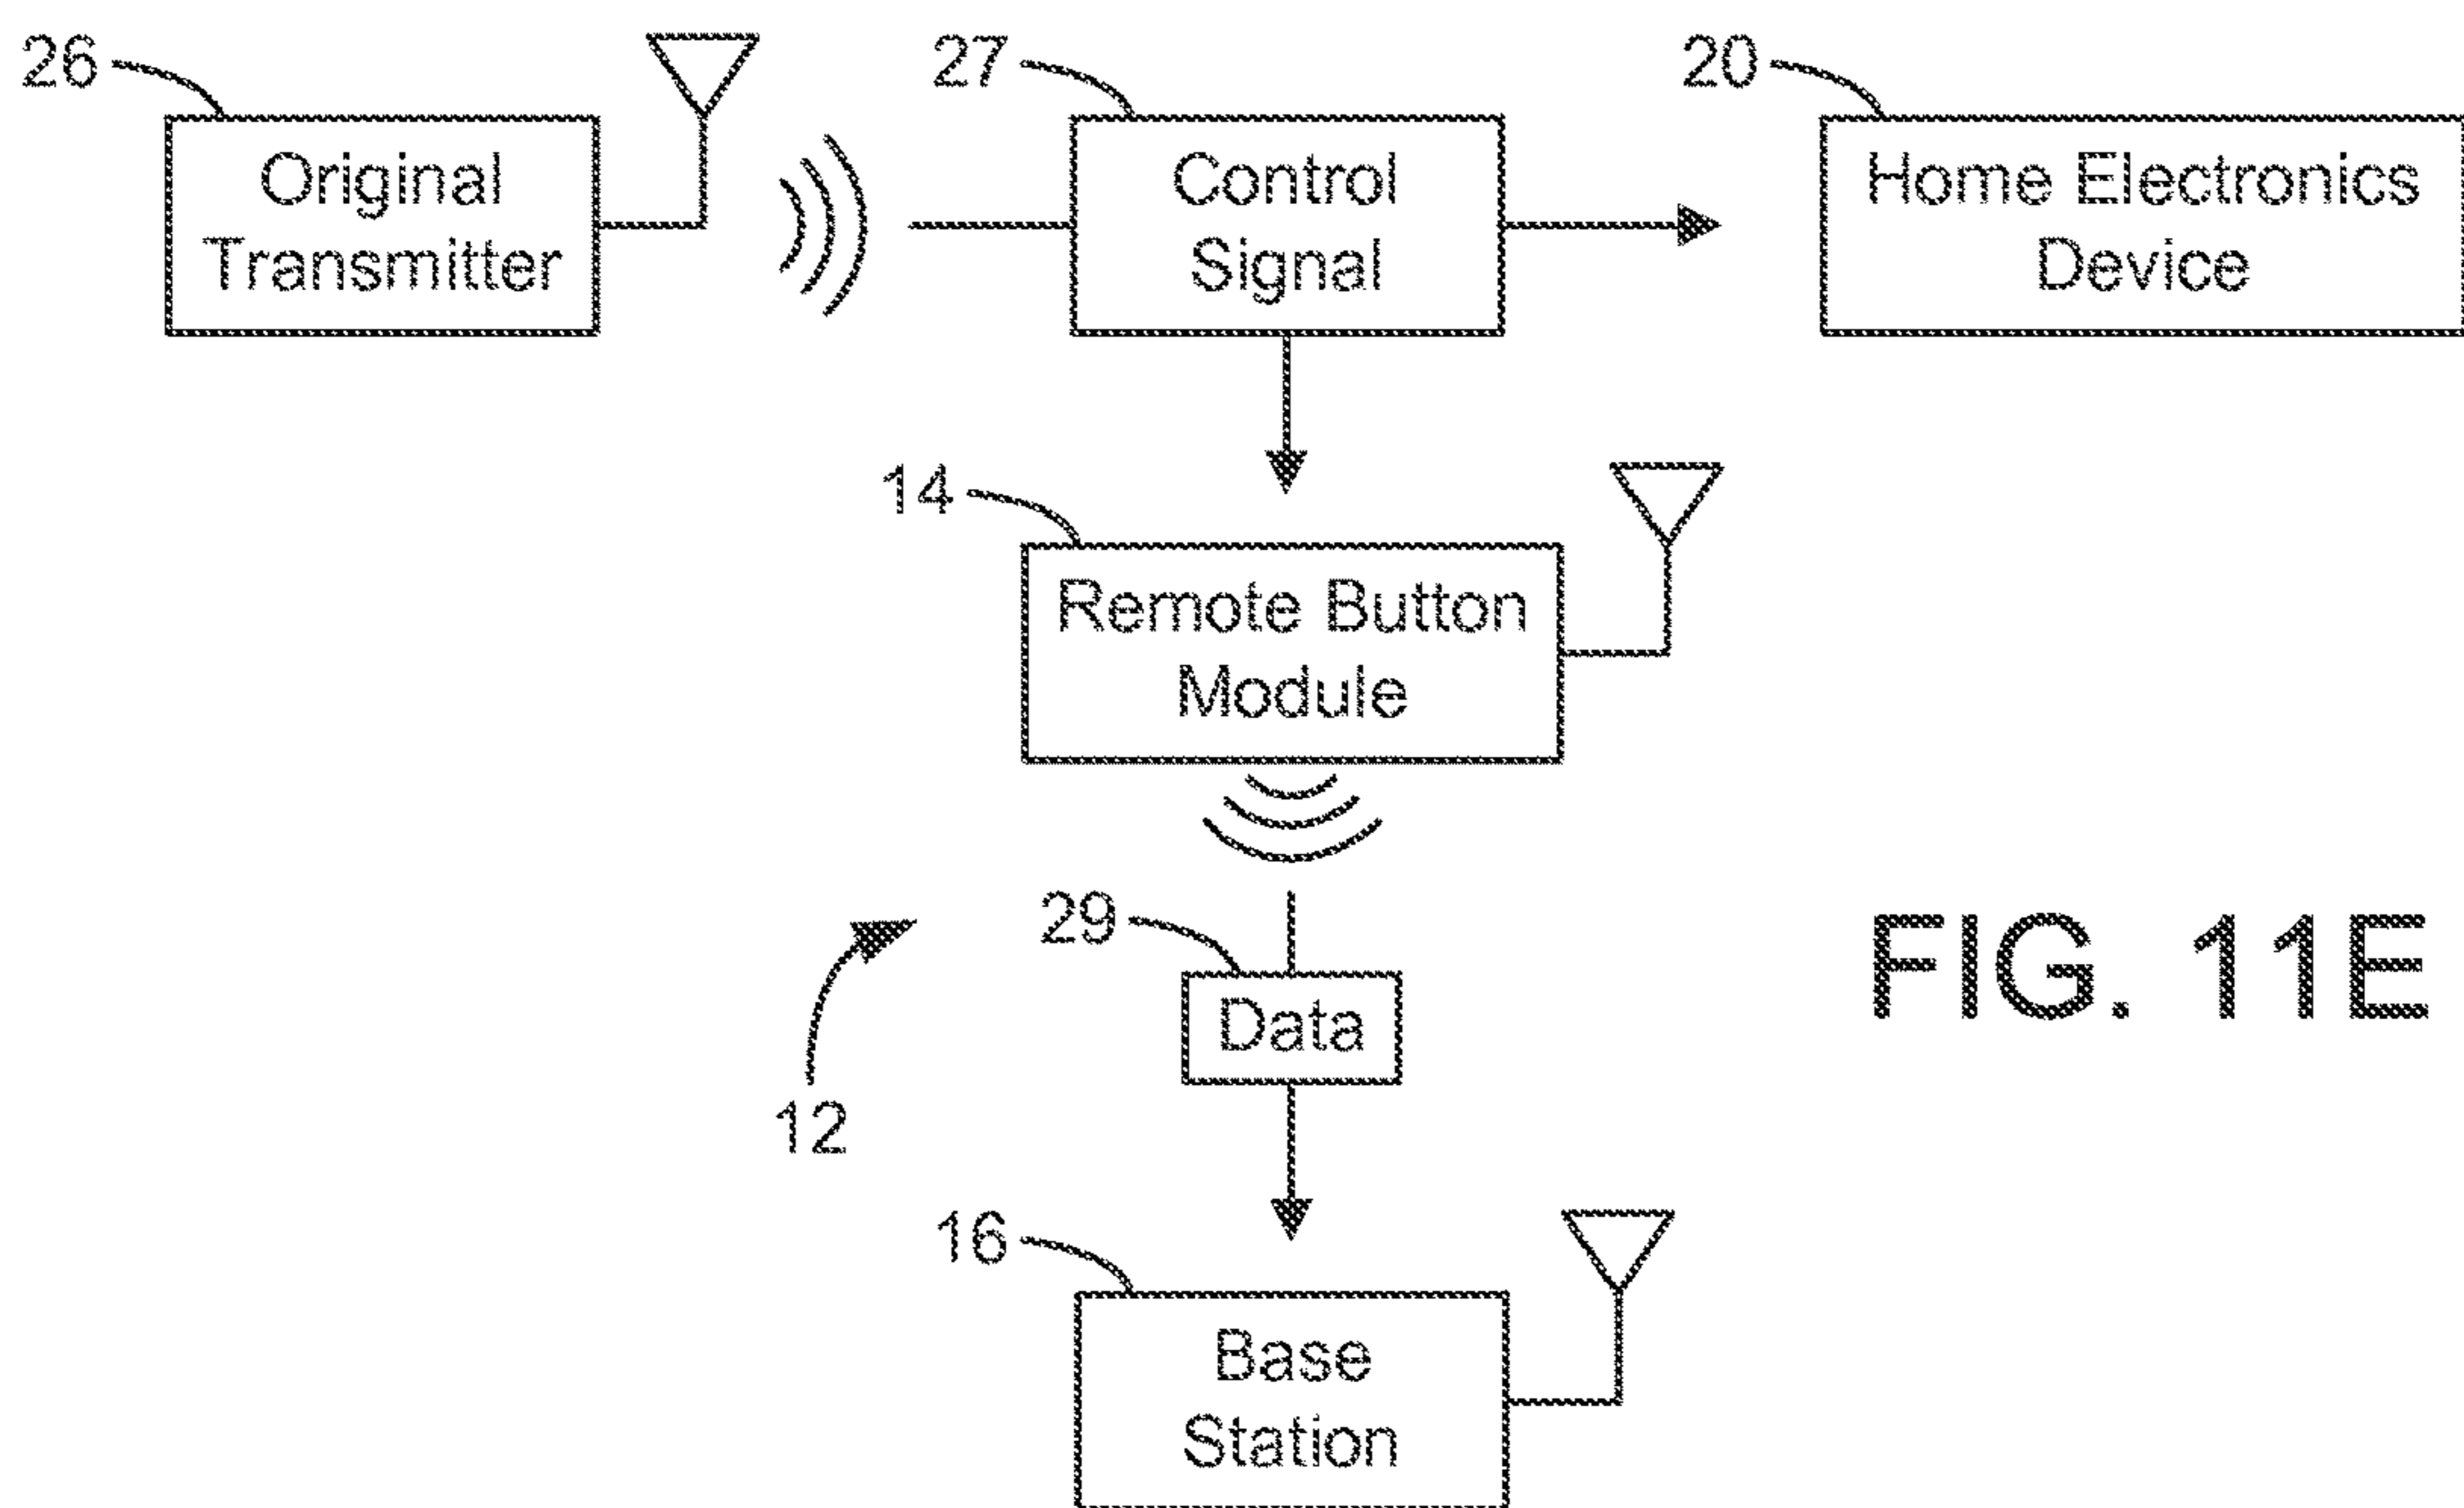 26
27
20
Original
Transmitter
Control
Signal
Home Electronics
Device
14
Remote Button
Module
29
Data
12
FIG. 11E
16
Base
Station